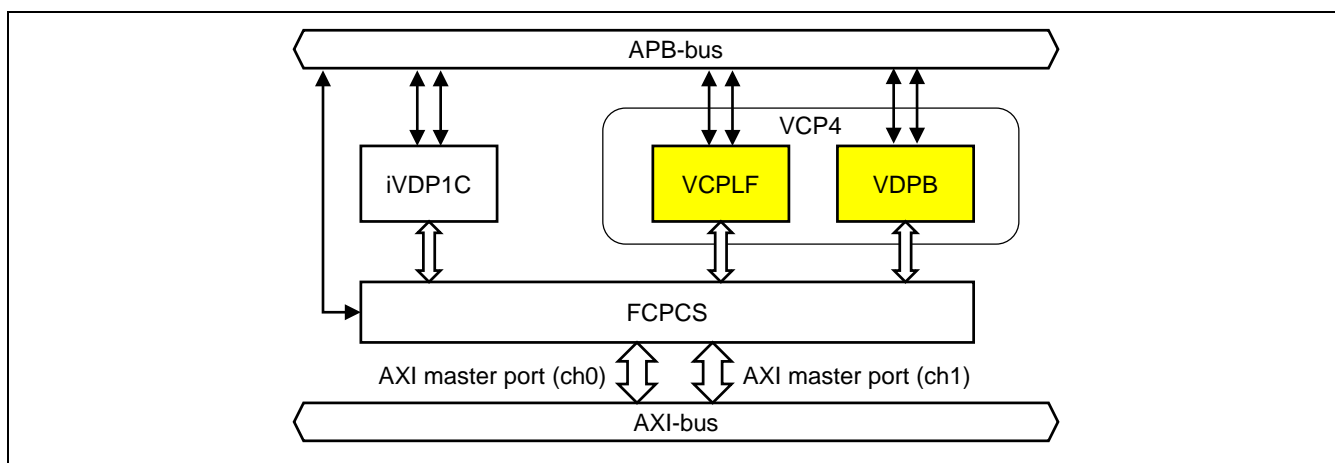 APB-bus
VCP4
iVDP1C
VCPLF
VDPB
FCPCS
AXI master port (ch0)
AXI master port (ch1)
AXI-bus